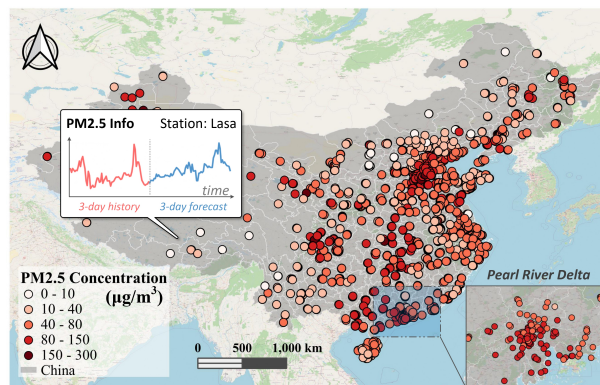 PM2.5 Info Station: Lasa
time
3-day history 3-day forecast
PM2.5 Concentration
(μg/m³)
0 - 10
10 - 40
40 - 80
80 - 150
150 - 300
China
0 500 1,000 km
Pearl River Delta